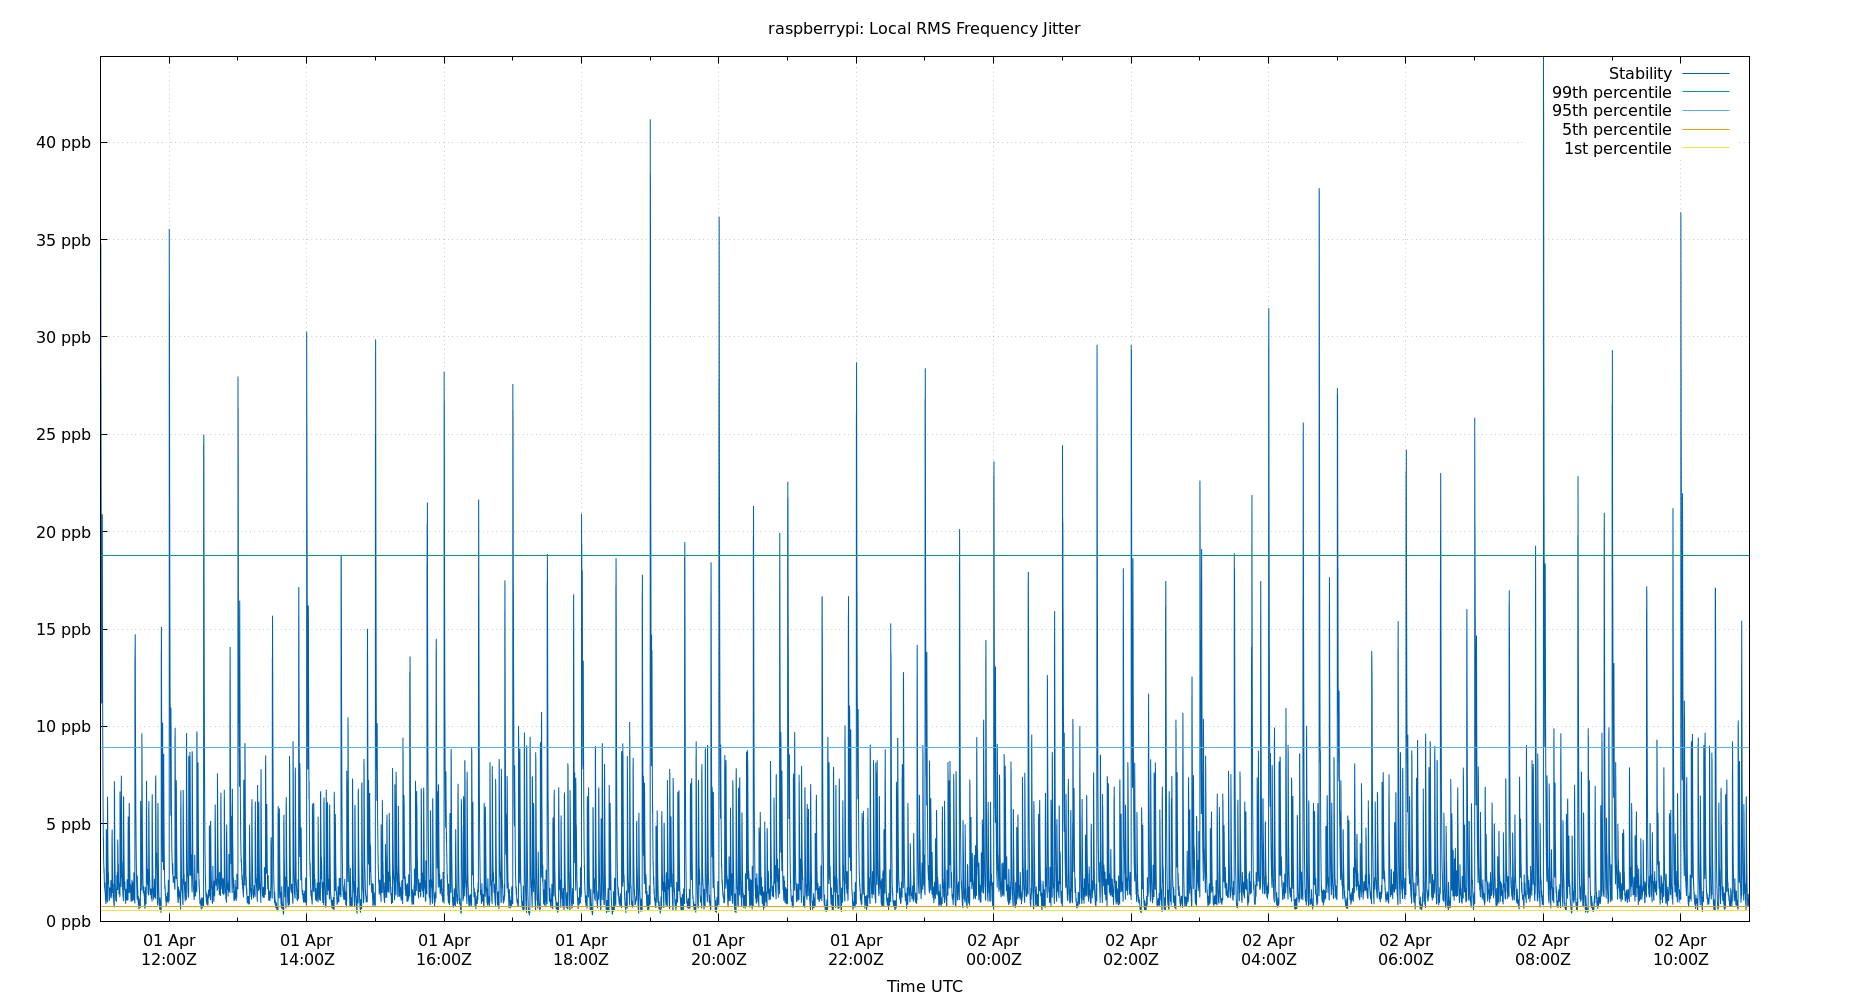 raspberrypi: Local RMS Frequency Jitter
Stability
99th percentile
95th percentile
5th percentile
1st percentile
40 ppb
35 ppb
30 ppb
25 ppb
20 ppb
15 ppb
10 ppb
5 ppb
0 ppb
01 Apr 01 Apr 01 Apr 01 Apr 01 Apr 01 Apr 02 Apr 02 Apr 02 Apr 02 Apr 02 Apr 02 Apr
12:00Z 14:00Z 16:00Z 18:00Z 20:00Z 22:00Z 00:00Z 02:00Z 04:00Z 06:00Z 08:00Z 10:00Z
Time UTC